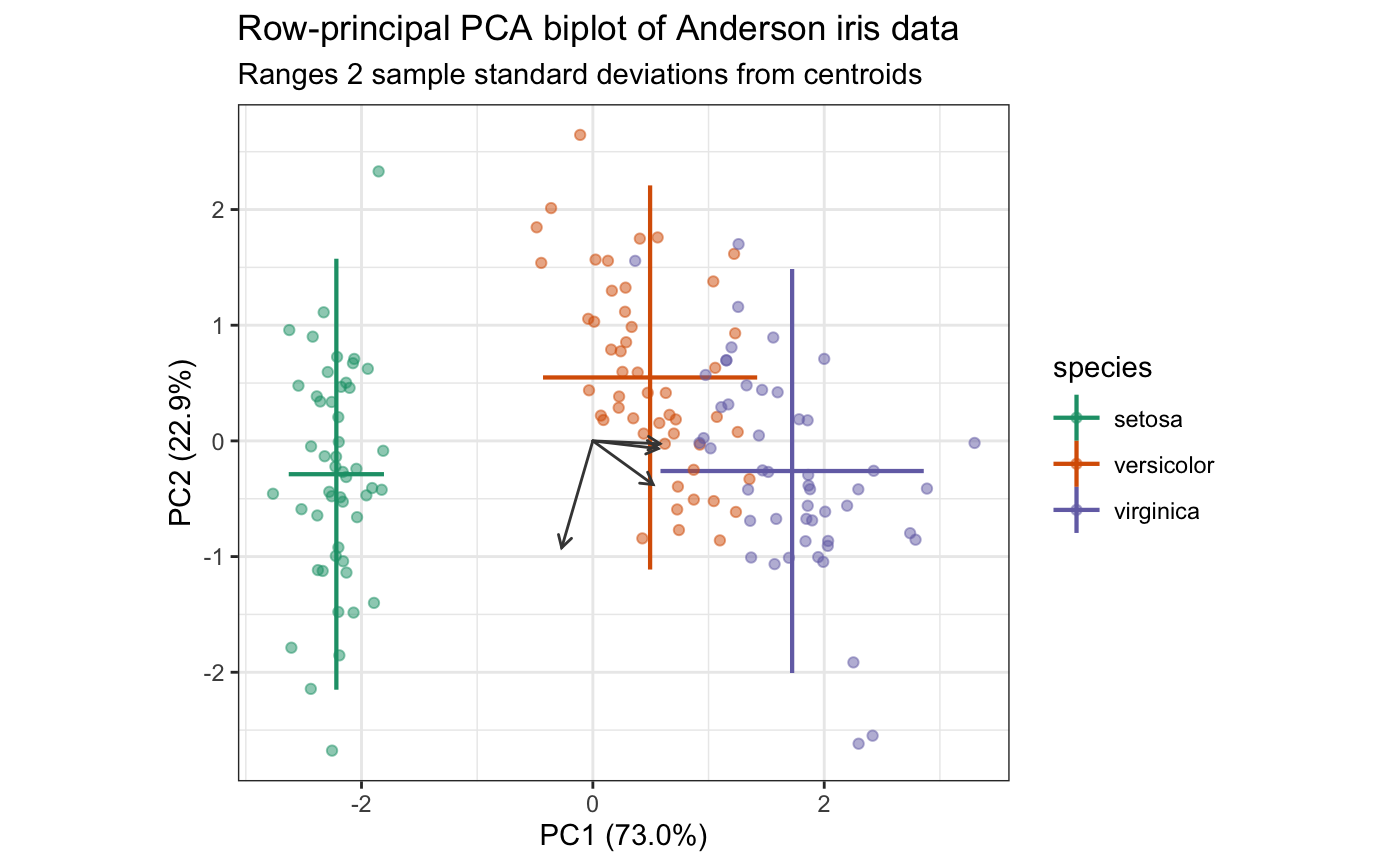 Row-principal PCA biplot of Anderson iris data
Ranges 2 sample standard deviations from centroids
PC2 (22.9%)
2
1
0
-1
-2
-2
0
2
PC1 (73.0%)
species
setosa
versicolor
virginica